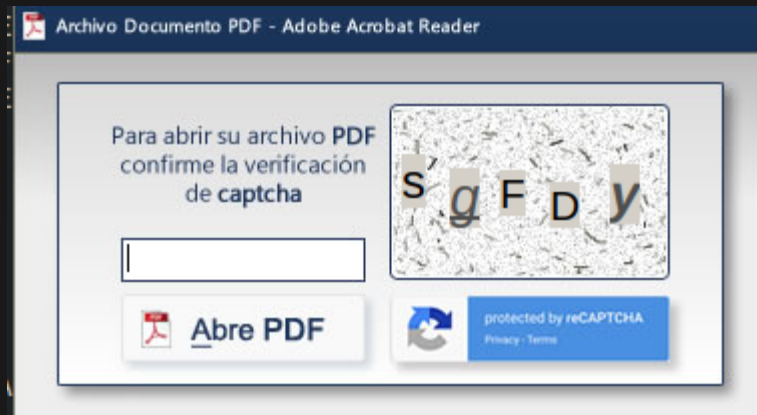 Archivo Documento PDF - Adobe Acrobat Reader
Para abrir su archivo PDF
confirme la verificación
de captcha
S g F D y
Abre PDF
protected by reCAPTCHA
Privacy - Terms